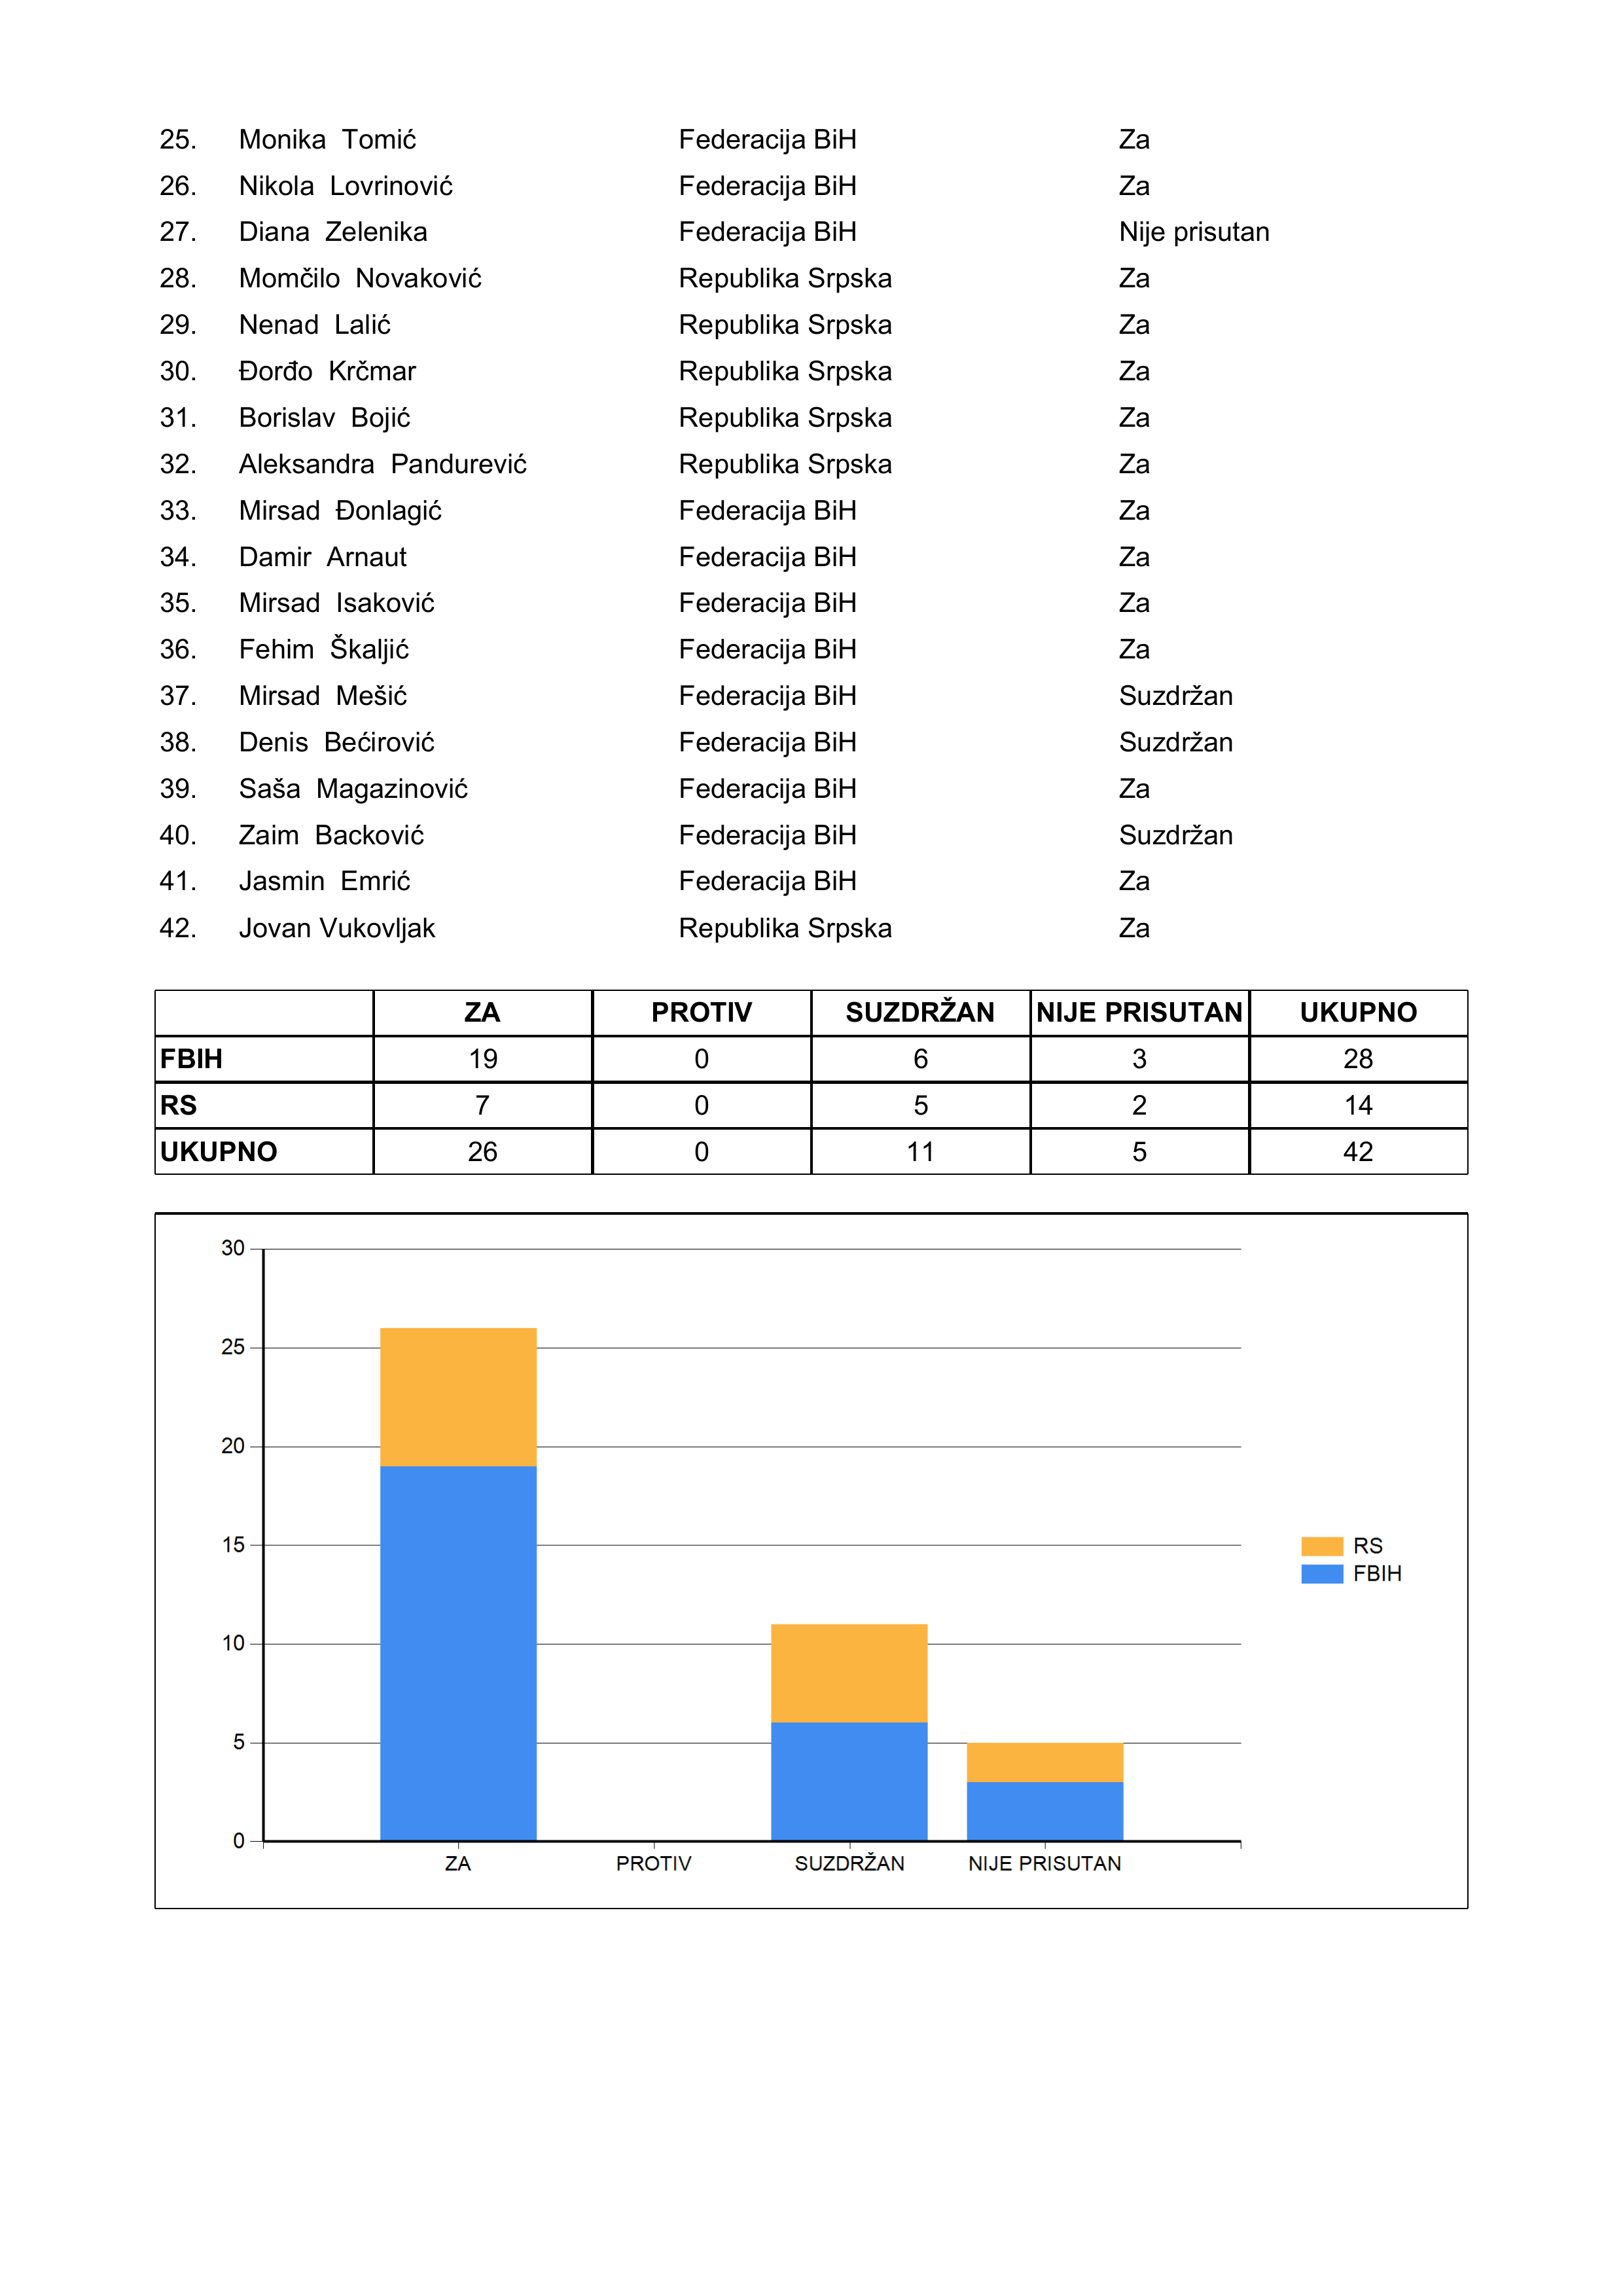 25. Monika Tomić Federacija BiH Za
26. Nikola Lovrinović Federacija BiH Za
27. Diana Zelenika Federacija BiH Nije prisutan
28. Momčilo Novaković Republika Srpska Za
29. Nenad Lalić Republika Srpska Za
30. Đorđo Krčmar Republika Srpska Za
31. Borislav Bojić Republika Srpska Za
32. Aleksandra Pandurević Republika Srpska Za
33. Mirsad Đonlagić Federacija BiH Za
34. Damir Arnaut Federacija BiH Za
35. Mirsad Isaković Federacija BiH Za
36. Fehim Škaljić Federacija BiH Za
37. Mirsad Mešić Federacija BiH Suzdržan
38. Denis Bećirović Federacija BiH Suzdržan
39. Saša Magazinović Federacija BiH Za
40. Zaim Backović Federacija BiH Suzdržan
41. Jasmin Emrić Federacija BiH Za
42. Jovan Vukovljak Republika Srpska Za
ZA PROTIV SUZDRŽAN NIJE PRISUTAN UKUPNO
FBIH 19 0 6 3 28
RS 7 0 5 2 14
UKUPNO 26 0 11 5 42
30
25
20
15
10
5
0
ZA PROTIV SUZDRŽAN NIJE PRISUTAN
RS
FBIH